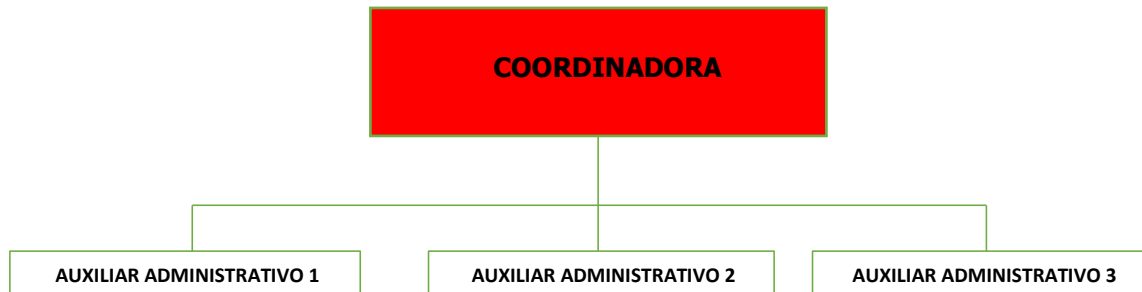 COORDINADORA
AUXILIAR ADMINISTRATIVO 1
AUXILIAR ADMINISTRATIVO 2
AUXILIAR ADMINISTRATIVO 3